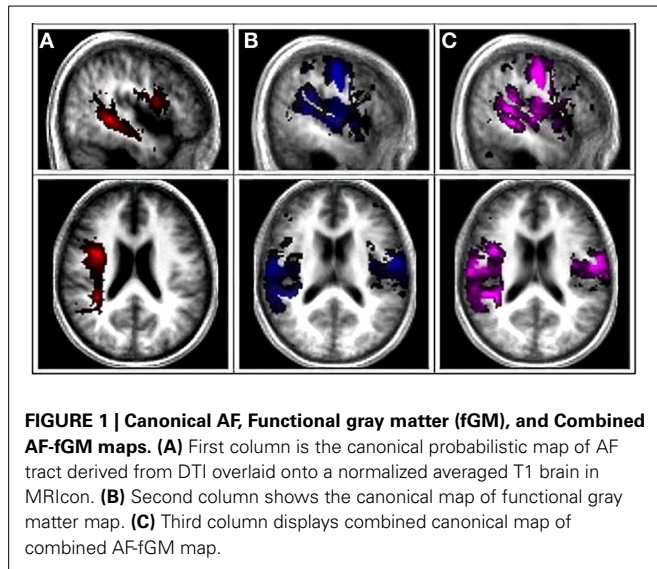 A
B
C
FIGURE 1 | Canonical AF, Functional gray matter (fGM), and Combined
AF-fGM maps. (A) First column is the canonical probabilistic map of AF
tract derived from DTI overlaid onto a normalized averaged T1 brain in
MRIcon. (B) Second column shows the canonical map of functional gray
matter map. (C) Third column displays combined canonical map of
combined AF-fGM map.